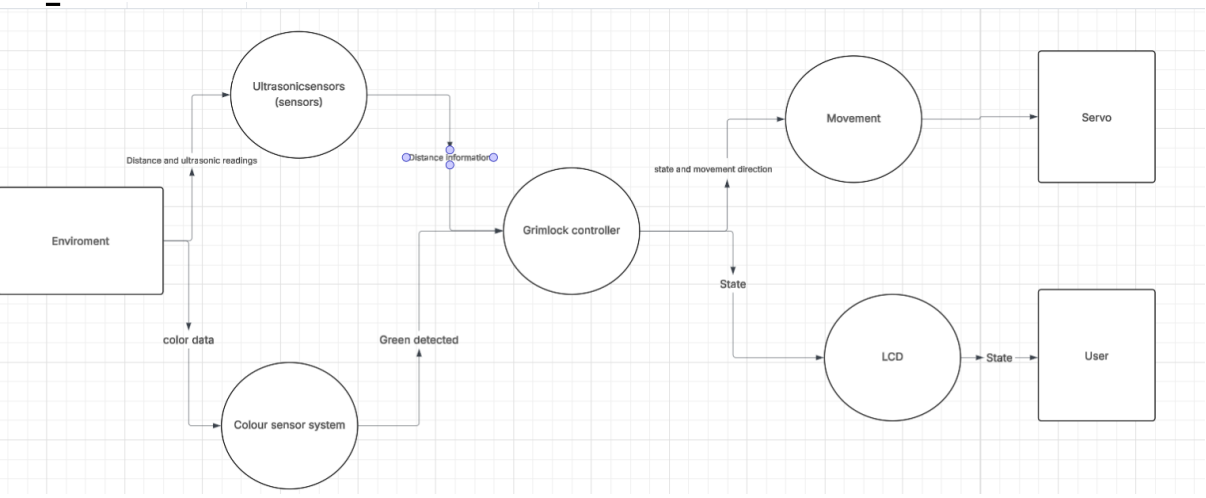 Ultrasonicsensors
(sensors)
Movement
Servo
Distance and ultrasonic readings
Distance information
state and movement direction
Enviroment
Grimlock controller
State
color data
Green detected
LCD
State
User
Colour sensor system